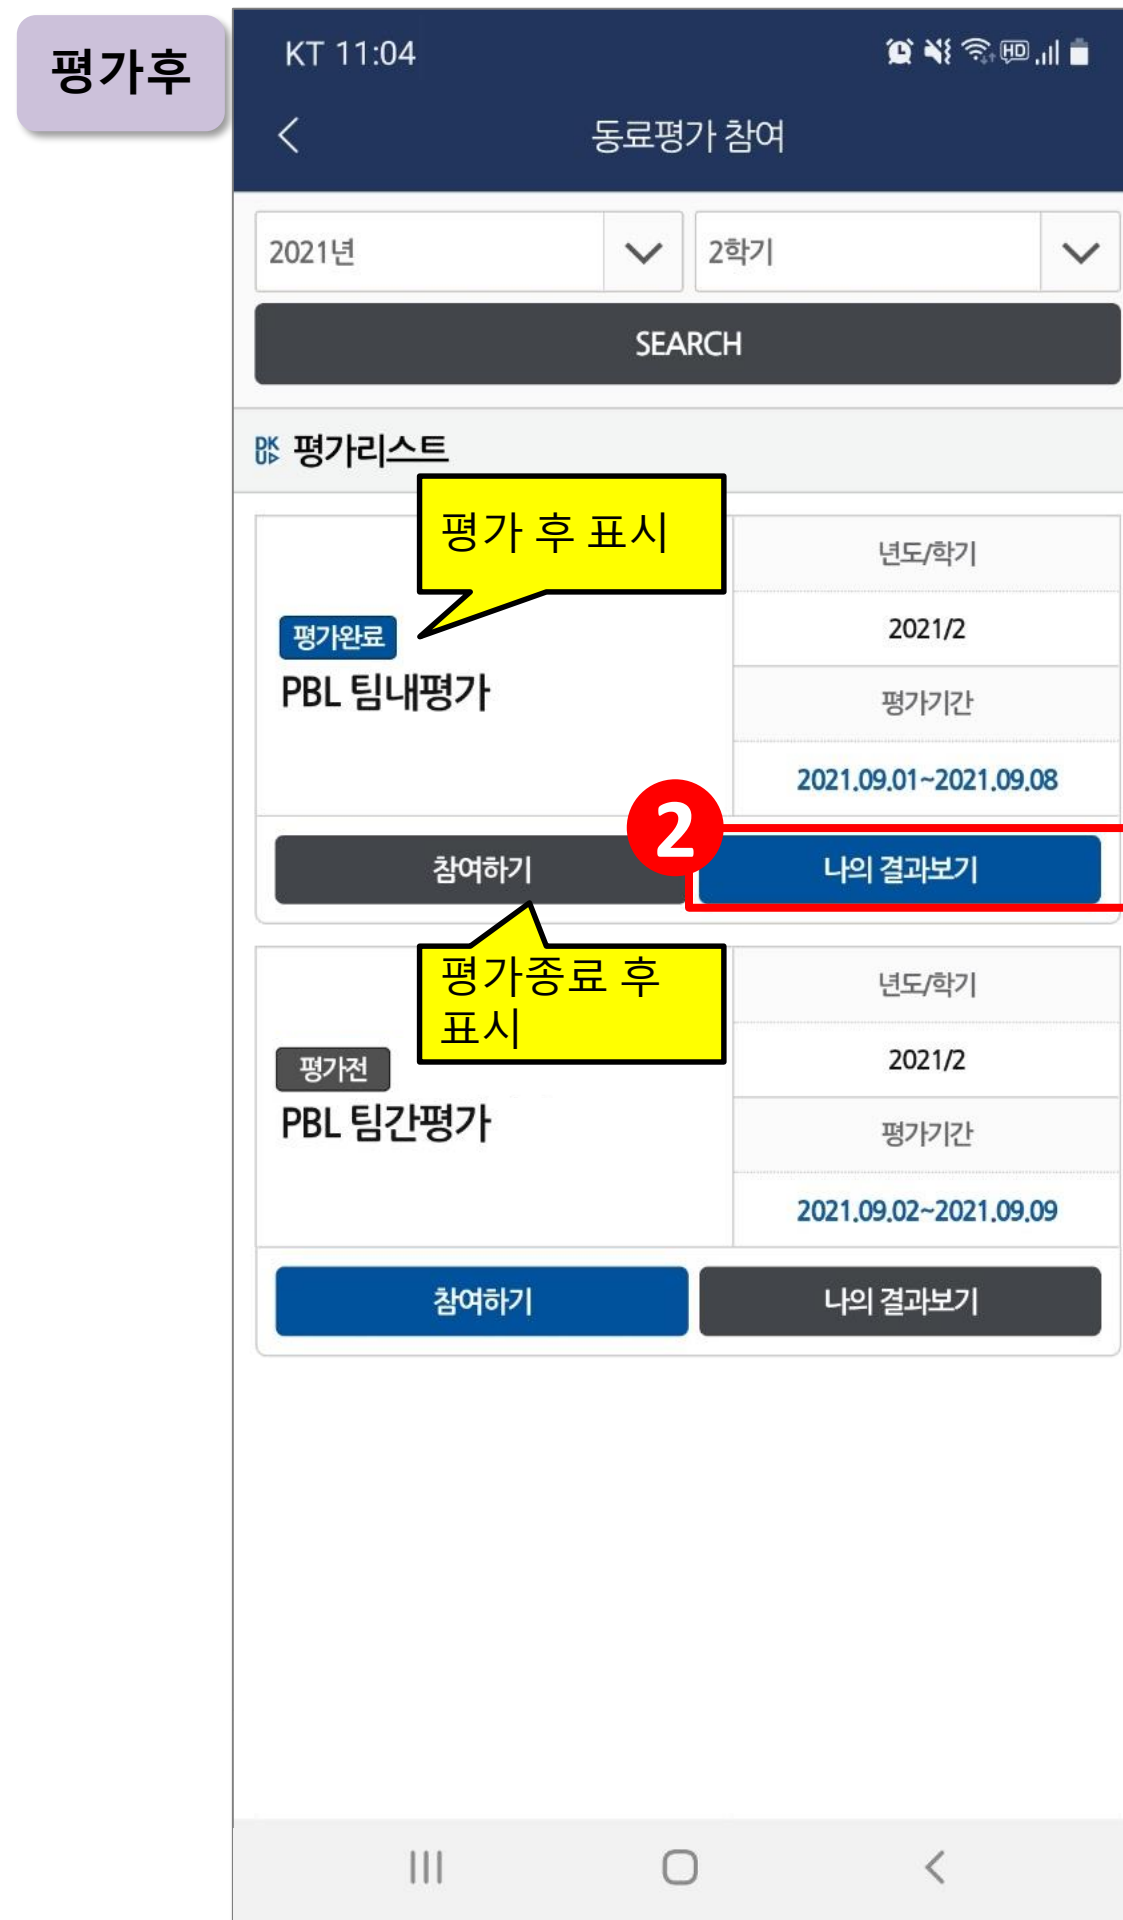 평가후
KT 11:04
HD
동료평가 참여
2021년
2학기
SEARCH
DK
UP
평가리스트
평가 후 표시
평가완료
PBL 팀내평가
년도/학기
2021/2
평가기간
2021.09.01~2021.09.08
2
참여하기
나의 결과보기
평가종료 후
표시
평가전
PBL 팀간평가
년도/학기
2021/2
평가기간
2021.09.02~2021.09.09
참여하기
나의 결과보기